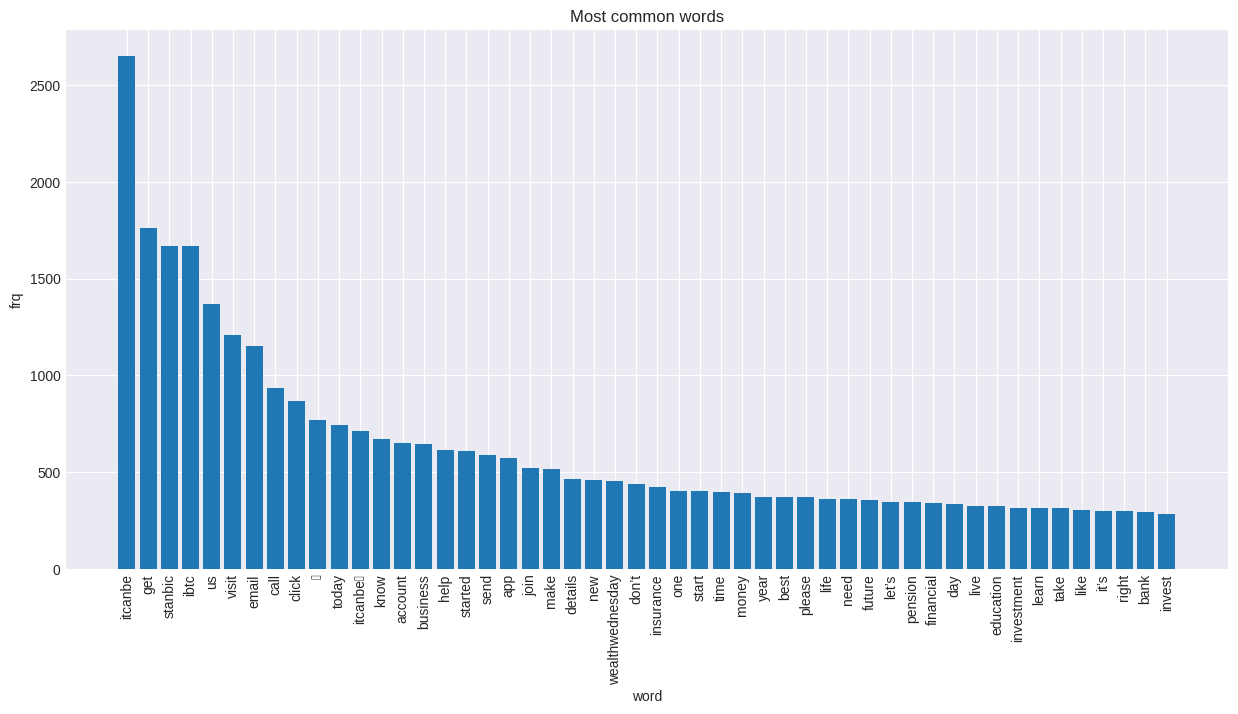 Most common words
2500
2000
1500
1000
500
0
frq
itcanbe
get
stanbic
ibtc
us
visit
email
call
click
▯
today
itcanbe▯
know
account
business
help
started
send
app
join
make
details
new
wealthwednesday
don't
insurance
one
start
time
money
year
best
please
life
need
future
let's
pension
financial
day
live
education
investment
learn
take
like
it's
right
bank
invest
word